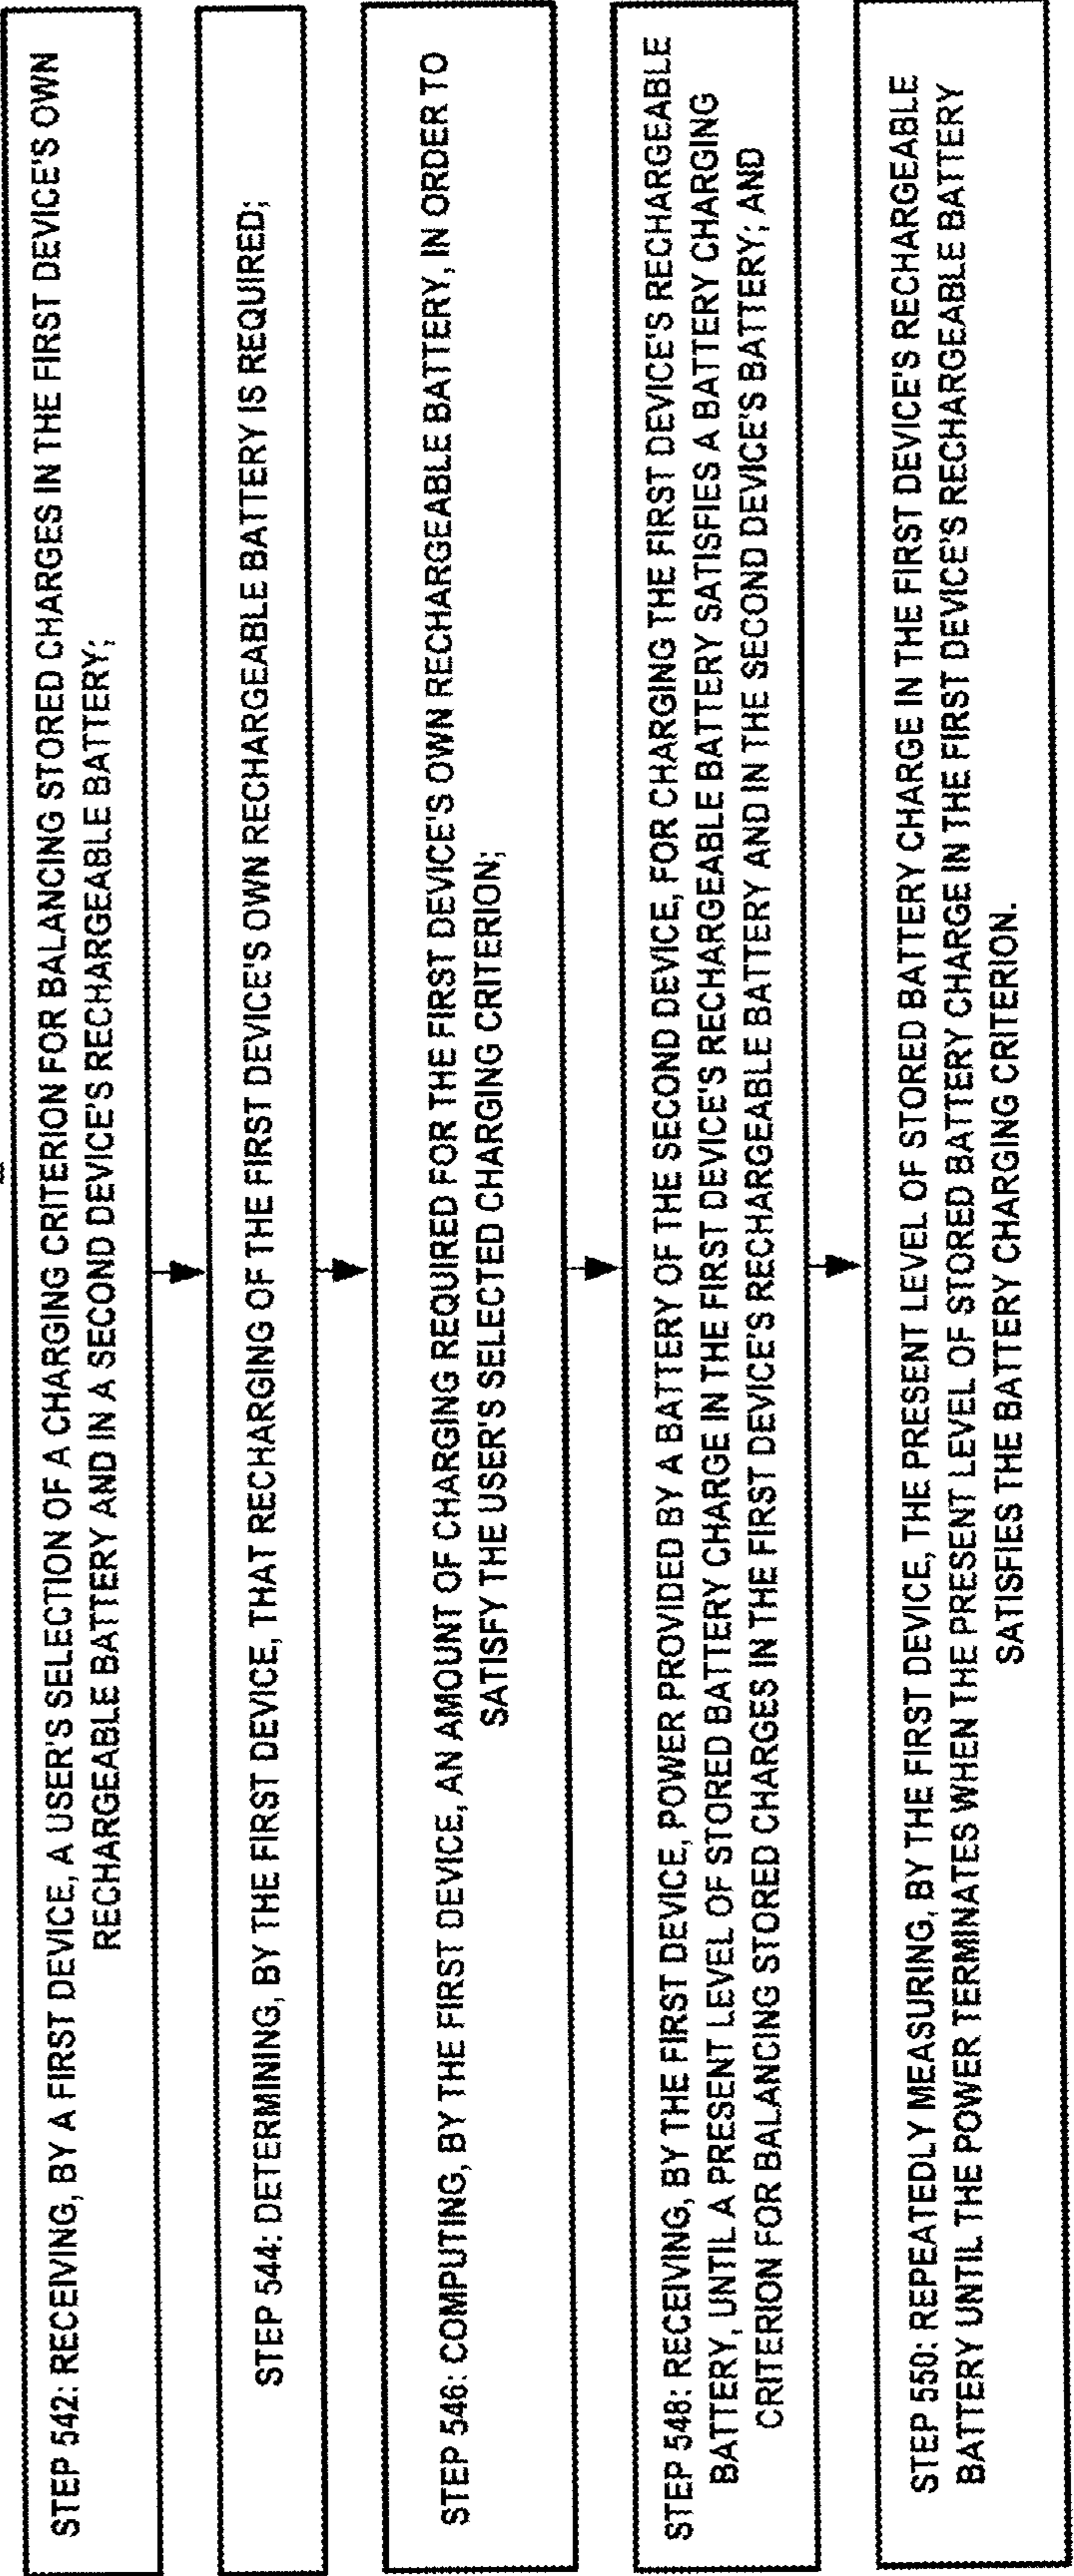 STEP 542: RECEIVING, BY A FIRST DEVICE, A USER'S SELECTION OF A CHARGING CRITERION FOR BALANCING STORED CHARGES IN THE FIRST DEVICE'S OWN
RECHARGEABLE BATTERY AND IN A SECOND DEVICE'S RECHARGEABLE BATTERY;
STEP 544: DETERMINING, BY THE FIRST DEVICE, THAT RECHARGING OF THE FIRST DEVICE'S OWN RECHARGEABLE BATTERY IS REQUIRED;
STEP 546: COMPUTING, BY THE FIRST DEVICE, AN AMOUNT OF CHARGING REQUIRED FOR THE FIRST DEVICE'S OWN RECHARGEABLE BATTERY, IN ORDER TO
SATISFY THE USER'S SELECTED CHARGING CRITERION;
STEP 548: RECEIVING, BY THE FIRST DEVICE, POWER PROVIDED BY A BATTERY OF THE SECOND DEVICE, FOR CHARGING THE FIRST DEVICE'S RECHARGEABLE
BATTERY, UNTIL A PRESENT LEVEL OF STORED BATTERY CHARGE IN THE FIRST DEVICE'S RECHARGEABLE BATTERY SATISFIES A BATTERY CHARGING
CRITERION FOR BALANCING STORED CHARGES IN THE FIRST DEVICE'S RECHARGEABLE BATTERY AND IN THE SECOND DEVICE'S BATTERY; AND
STEP 550: REPEATEDLY MEASURING, BY THE FIRST DEVICE, THE PRESENT LEVEL OF STORED BATTERY CHARGE IN THE FIRST DEVICE'S RECHARGEABLE
BATTERY UNTIL THE POWER TERMINATES WHEN THE PRESENT LEVEL OF STORED BATTERY CHARGE IN THE FIRST DEVICE'S RECHARGEABLE BATTERY
SATISFIES THE BATTERY CHARGING CRITERION.